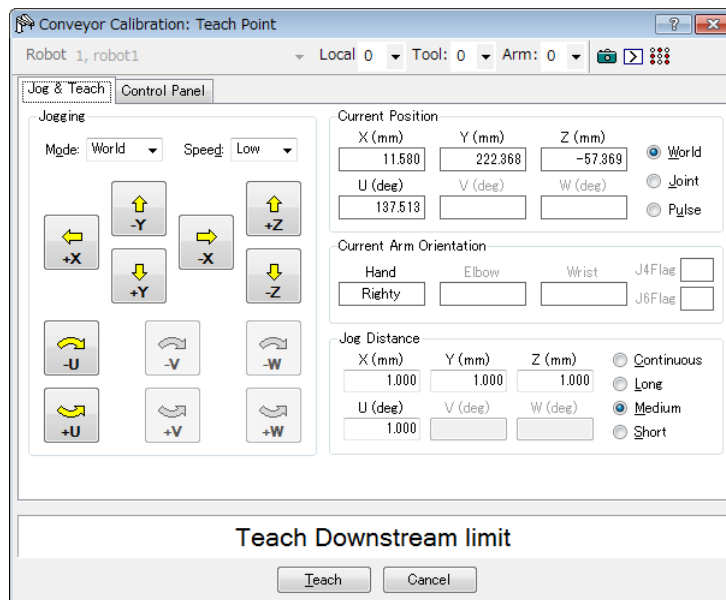 Conveyor Calibration: Teach Point
Robot 1, robot1 Local 0 Tool: 0 Arm: 0
Jog & Teach Control Panel
Jogging
Mode: World Speed: Low
-Y
+Z
+X
-X
+Y
-Z
-U -V -W
+U +V +W
Current Position
X (mm) Y (mm) Z (mm)
11.580 222.368 -57.369
U (deg) V (deg) W (deg)
137.513
World
Joint
Pulse
Current Arm Orientation
Hand Elbow Wrist J4Flag
Righty J6Flag
Jog Distance
X (mm) Y (mm) Z (mm)
1.000 1.000 1.000
U (deg) V (deg) W (deg)
1.000
Continuous
Long
Medium
Short
Teach Downstream limit
Teach Cancel